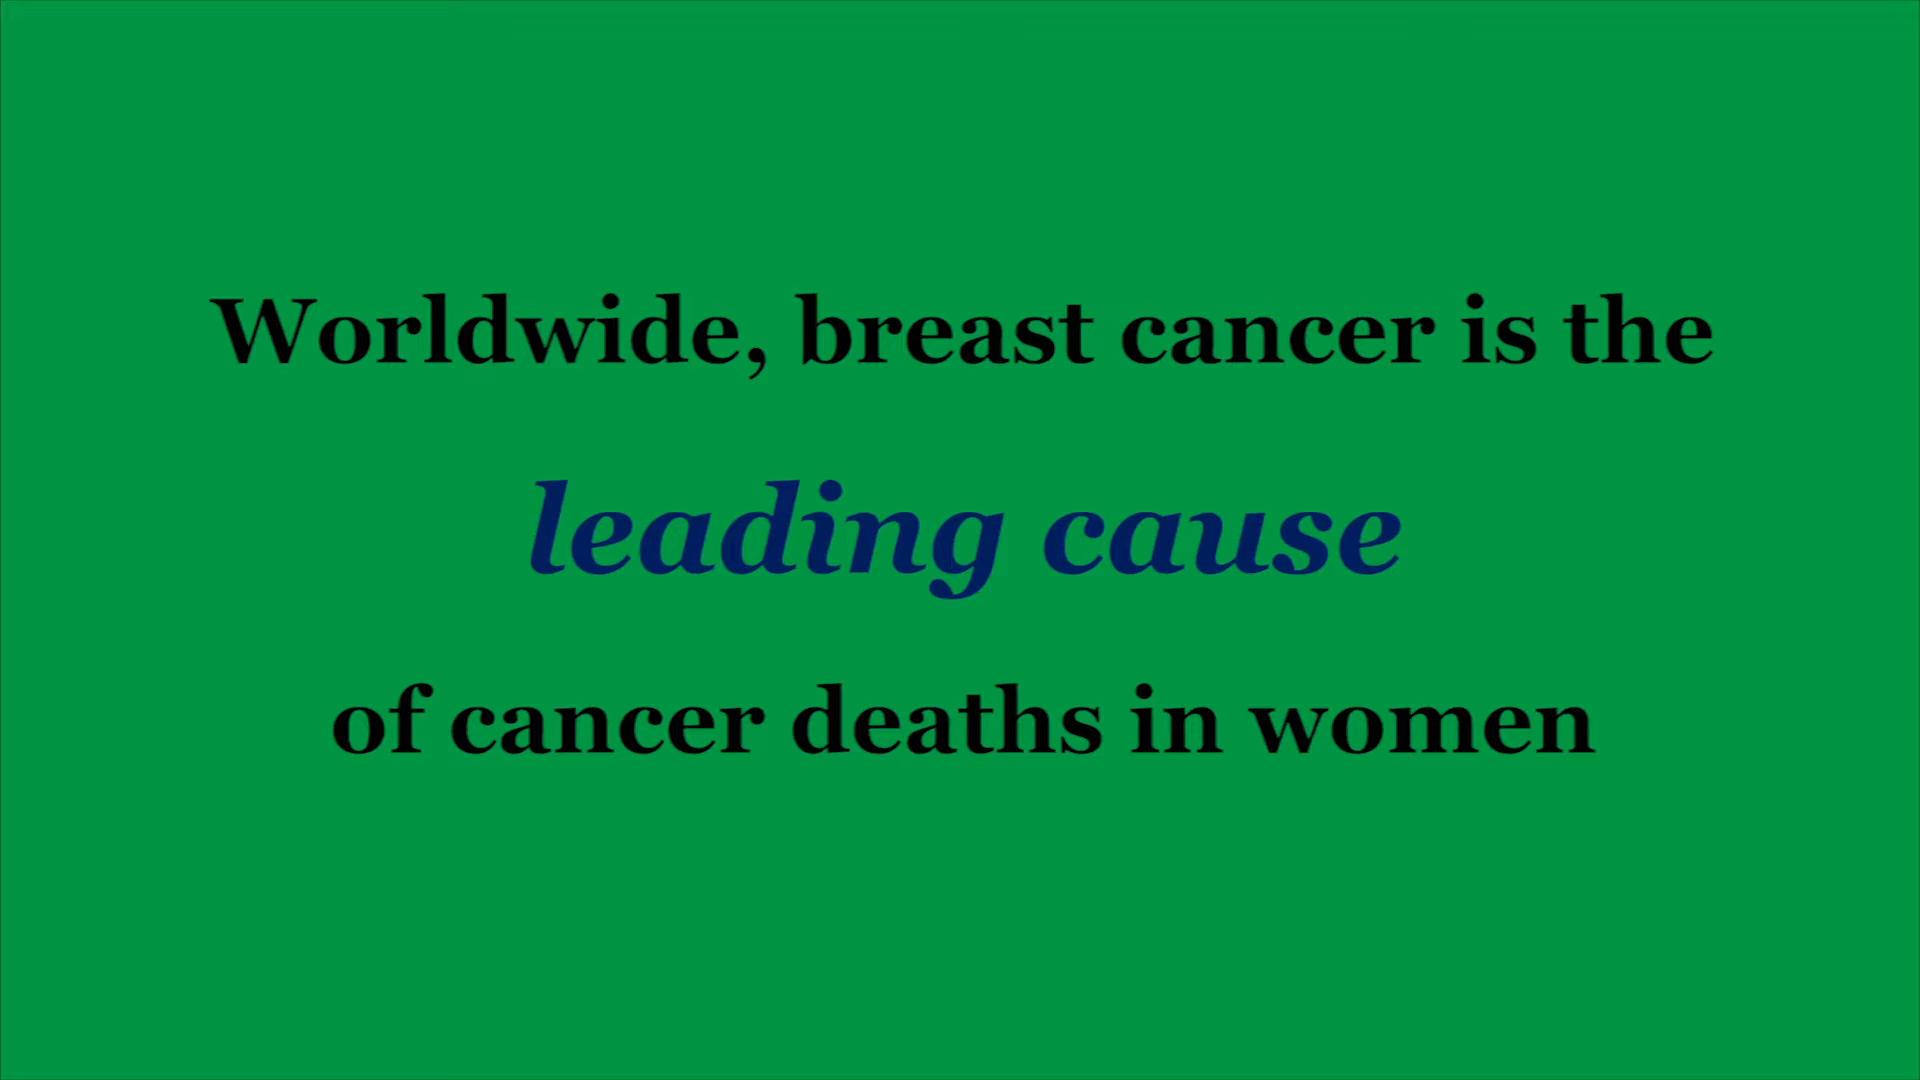 Worldwide, breast cancer is the
leading cause
of cancer deaths in women